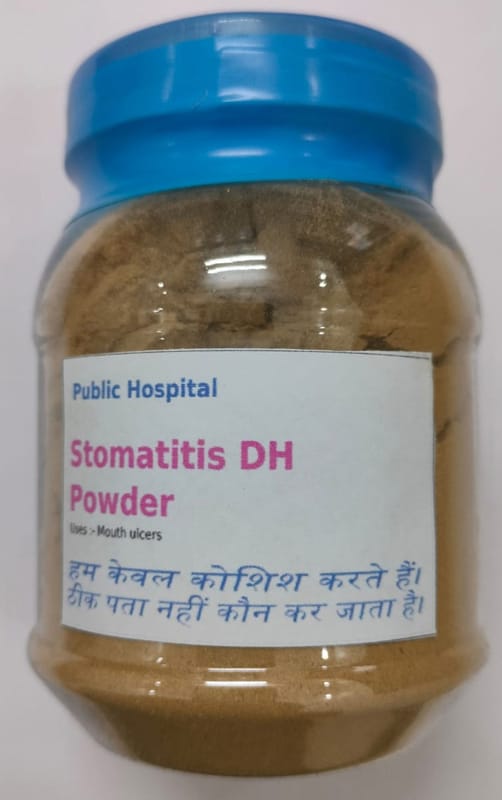 Public Hospital
Stomatitis DH
Powder
Uses :- Mouth ulcers
हम केवल कोशिश करते हैं।
ठीक पता नहीं कौन कर जाता है।